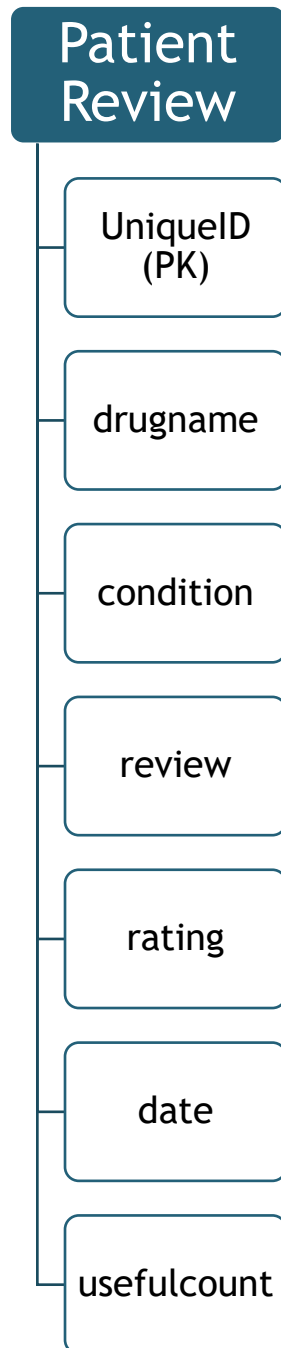 Patient
Review
UniqueID
(PK)
drugname
condition
review
rating
date
usefulcount